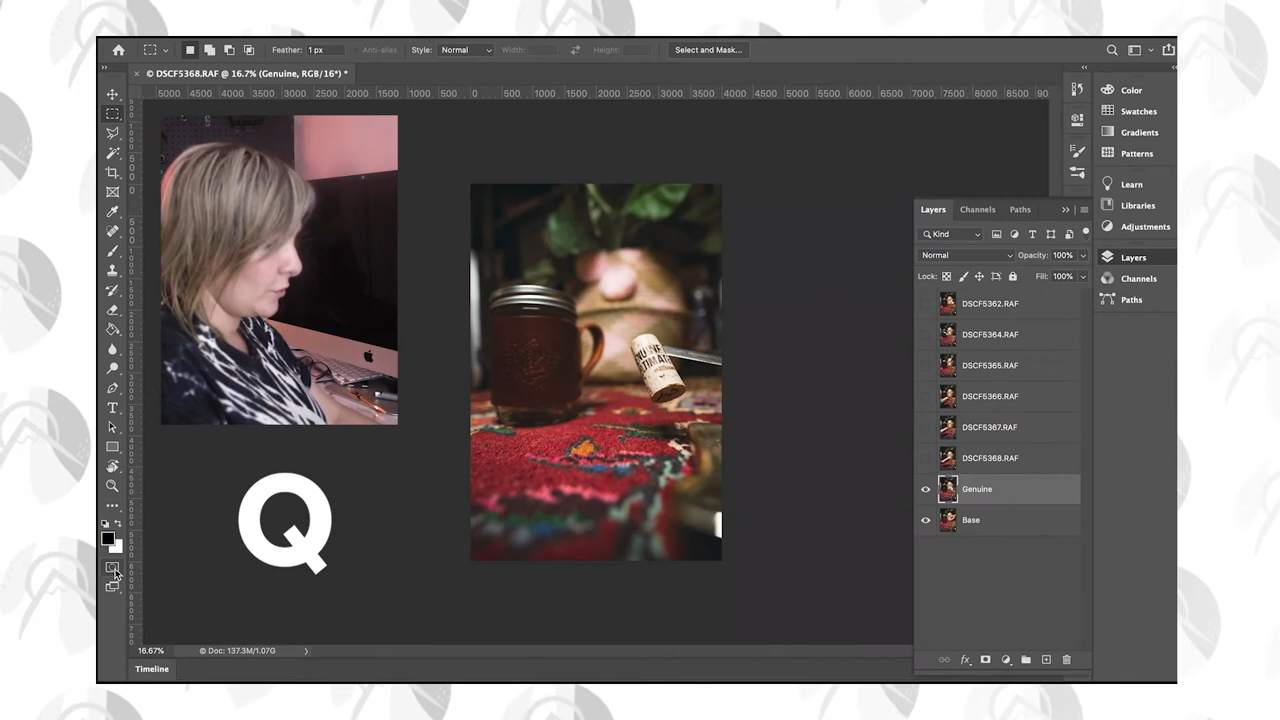 Feather: 1 px
Anti-alias
Style: Normal
Width:
Height:
Select and Mask...
× © DSCF5368.RAF @ 16.7% (Genuine, RGB/16*) *
5000 4500 4000 3500 3000 2500 2000 1500 1000 500 0 500 1000 1500 2000 2500 3000 3500 4000 4500 5000 5500 6000 6500 7000 7500 8000 8500 90
Color
Swatches
Gradients
Patterns
Learn
Libraries
Adjustments
Layers
Channels
Paths
Layers Channels Paths
Kind
Normal Opacity: 100%
Lock: Fill: 100%
DSCF5362.RAF
DSCF5364.RAF
DSCF5365.RAF
DSCF5366.RAF
DSCF5367.RAF
DSCF5368.RAF
Genuine
Base
Q
16.67% © Doc: 137.3M/1.07G
Timeline